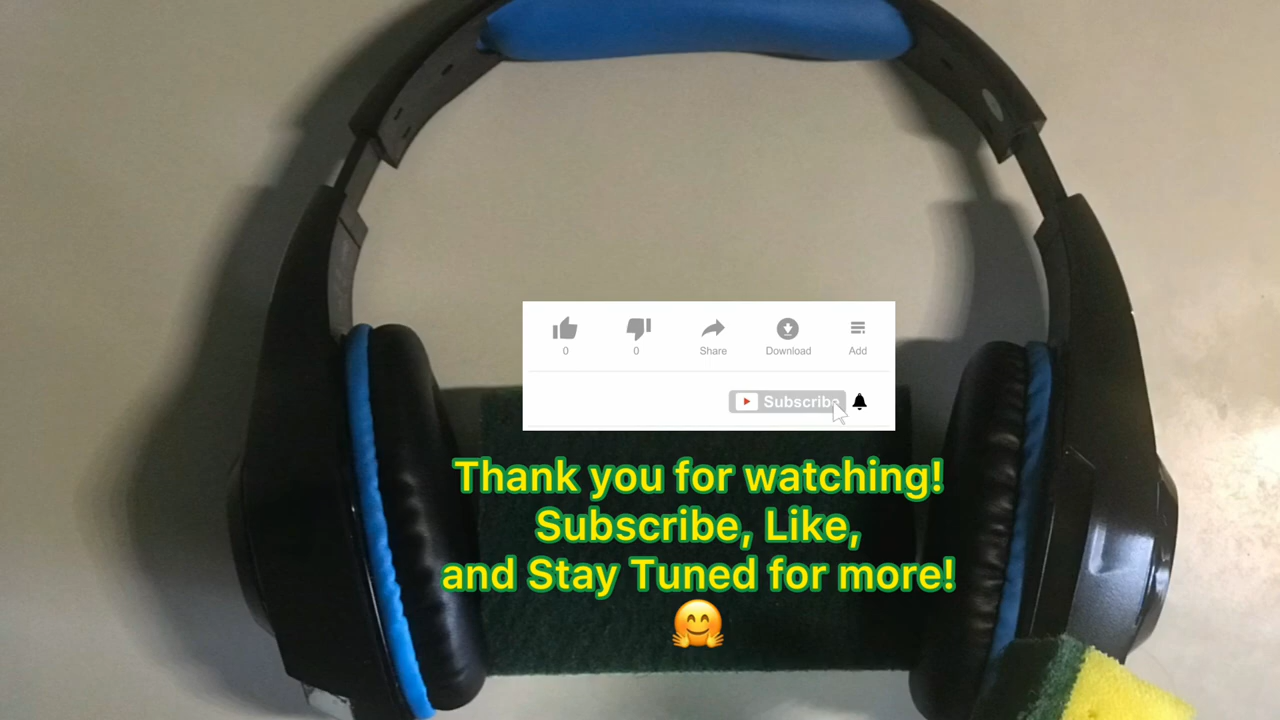 0
0
Share
Download
Add
Subscribe
Thank you for watching!
Subscribe, Like,
and Stay Tuned for more!
🤗